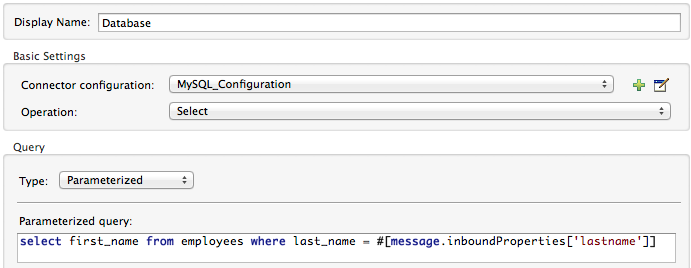 Display Name: Database
Basic Settings
Connector configuration: MySQL_Configuration
Operation: Select
Query
Type: Parameterized
Parameterized query:
select first_name from employees where last_name = #[message.inboundProperties['lastname']]